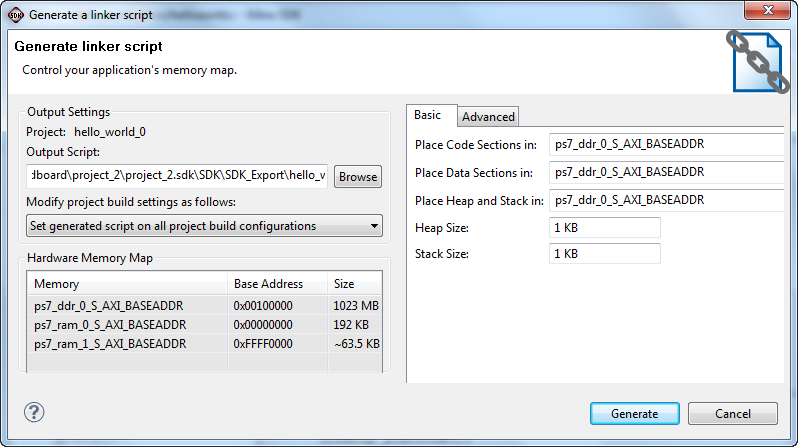 SDK Generate a linker script
Generate linker script
Control your application's memory map.
Output Settings
Project: hello_world_0
Output Script:
dboard\project_2\project_2.sdk\SDK\SDK_Export\hello_w
Browse
Modify project build settings as follows:
Set generated script on all project build configurations
Hardware Memory Map
Memory Base Address Size
ps7_ddr_0_S_AXI_BASEADDR 0x00100000 1023 MB
ps7_ram_0_S_AXI_BASEADDR 0x00000000 192 KB
ps7_ram_1_S_AXI_BASEADDR 0xFFFF0000 ~63.5 KB
Basic Advanced
Place Code Sections in: ps7_ddr_0_S_AXI_BASEADDR
Place Data Sections in: ps7_ddr_0_S_AXI_BASEADDR
Place Heap and Stack in: ps7_ddr_0_S_AXI_BASEADDR
Heap Size: 1 KB
Stack Size: 1 KB
?
Generate Cancel